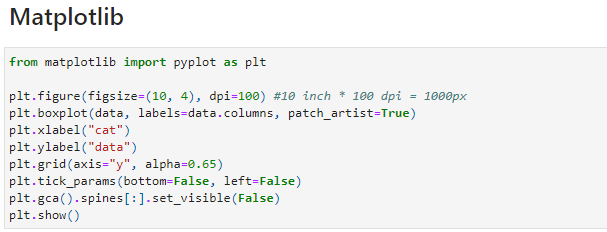 Matplotlib
from matplotlib import pyplot as plt
plt.figure(figsize=(10, 4), dpi=100) #10 inch * 100 dpi = 1000px
plt.boxplot(data, labels=data.columns, patch_artist=True)
plt.xlabel("cat")
plt.ylabel("data")
plt.grid(axis="y", alpha=0.65)
plt.tick_params(bottom=False, left=False)
plt.gca().spines[:].set_visible(False)
plt.show()